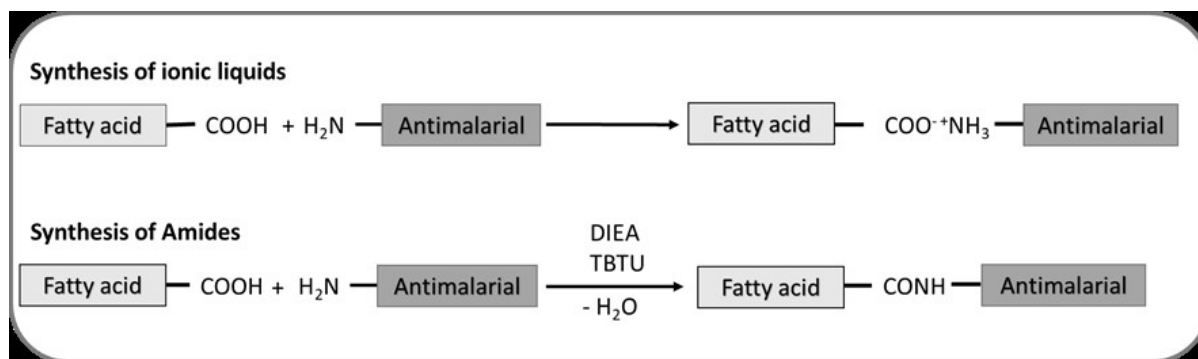 Synthesis of ionic liquids
Fatty acid COOH + H₂N Antimalarial Fatty acid COO⁻⁺NH₃ Antimalarial
Synthesis of Amides
DIEA
TBTU
Fatty acid COOH + H₂N Antimalarial Fatty acid CONH Antimalarial
- H₂O